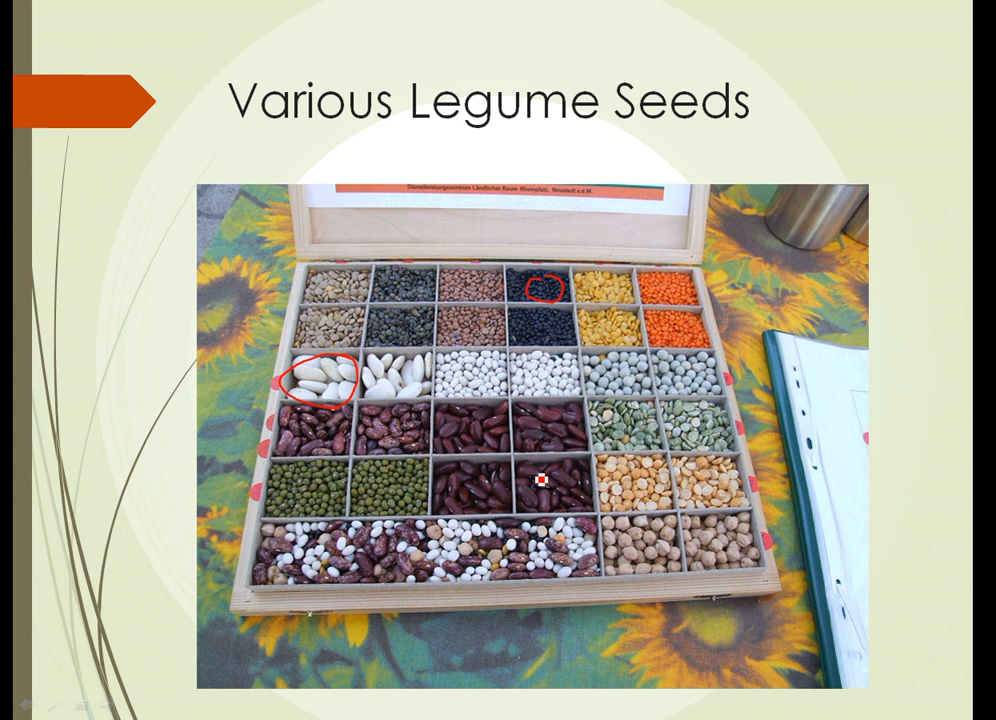 Various Legume Seeds
Dienstleistungszentrum Ländlicher Raum Rheinpfalz, Neustadt a.d.W.